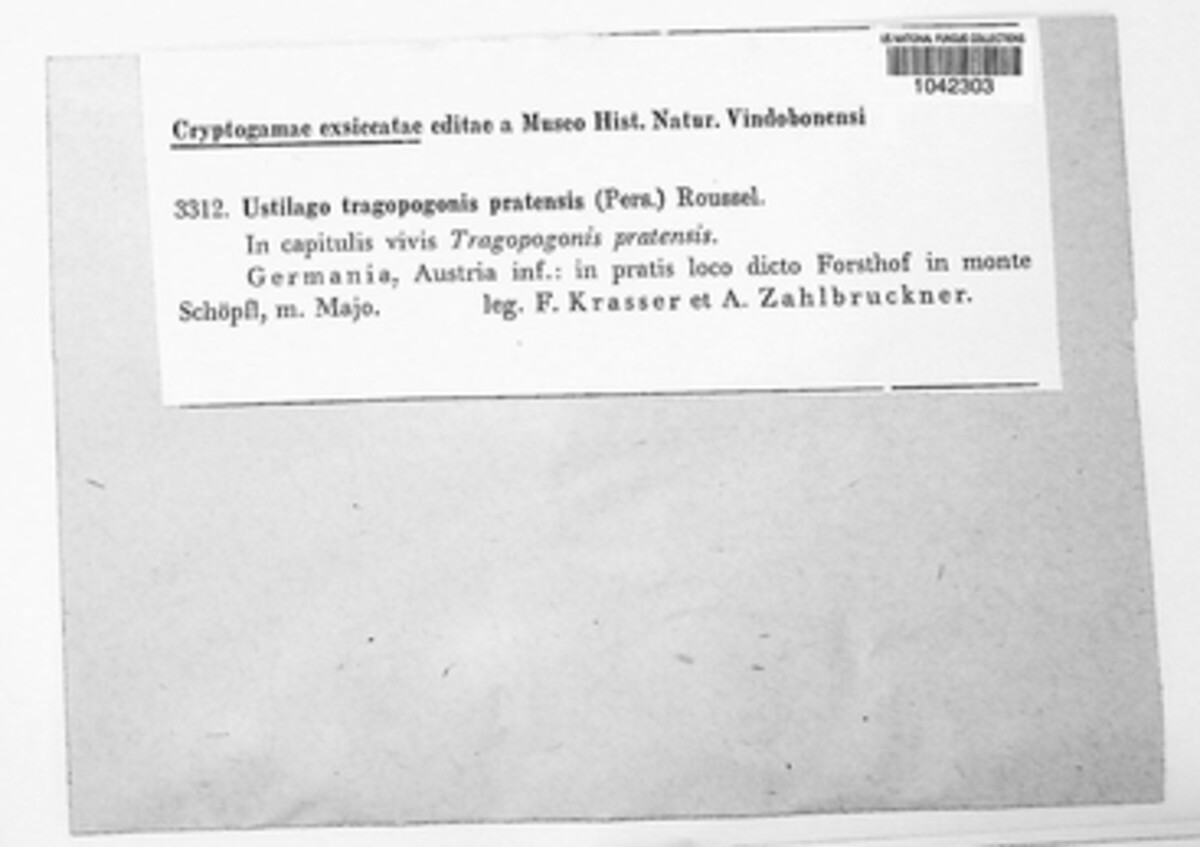 US NATIONAL FUNGUS COLLECTIONS
1042303
Cryptogamae exsiccatae editae a Museo Hist. Natur. Vindobonensi
3312. Ustilago tragopogonis pratensis (Pers.) Roussel.
In capitulis vivis Tragopogonis pratensis.
Germania, Austria inf.: in pratis loco dicto Forsthof in monte
Schöpfl, m. Majo. leg. F. Krasser et A. Zahlbruckner.